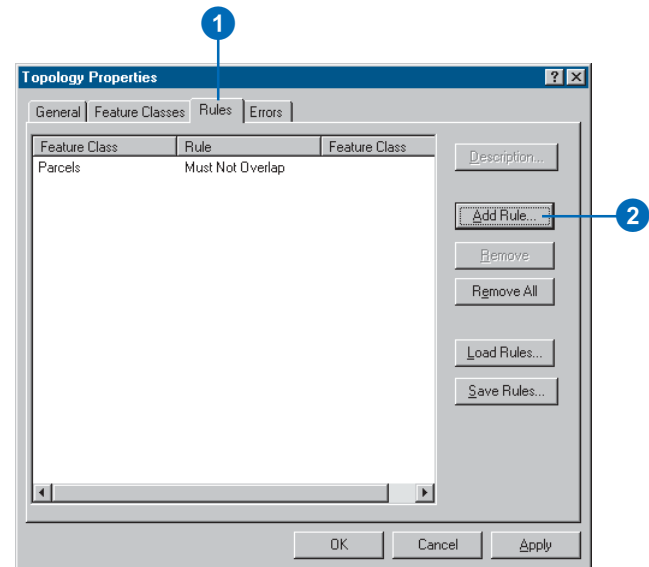 1
Topology Properties
General Feature Classes Rules Errors
Feature Class Rule Feature Class
Parcels Must Not Overlap
Description...
Add Rule...
2
Remove
Remove All
Load Rules...
Save Rules...
OK Cancel Apply